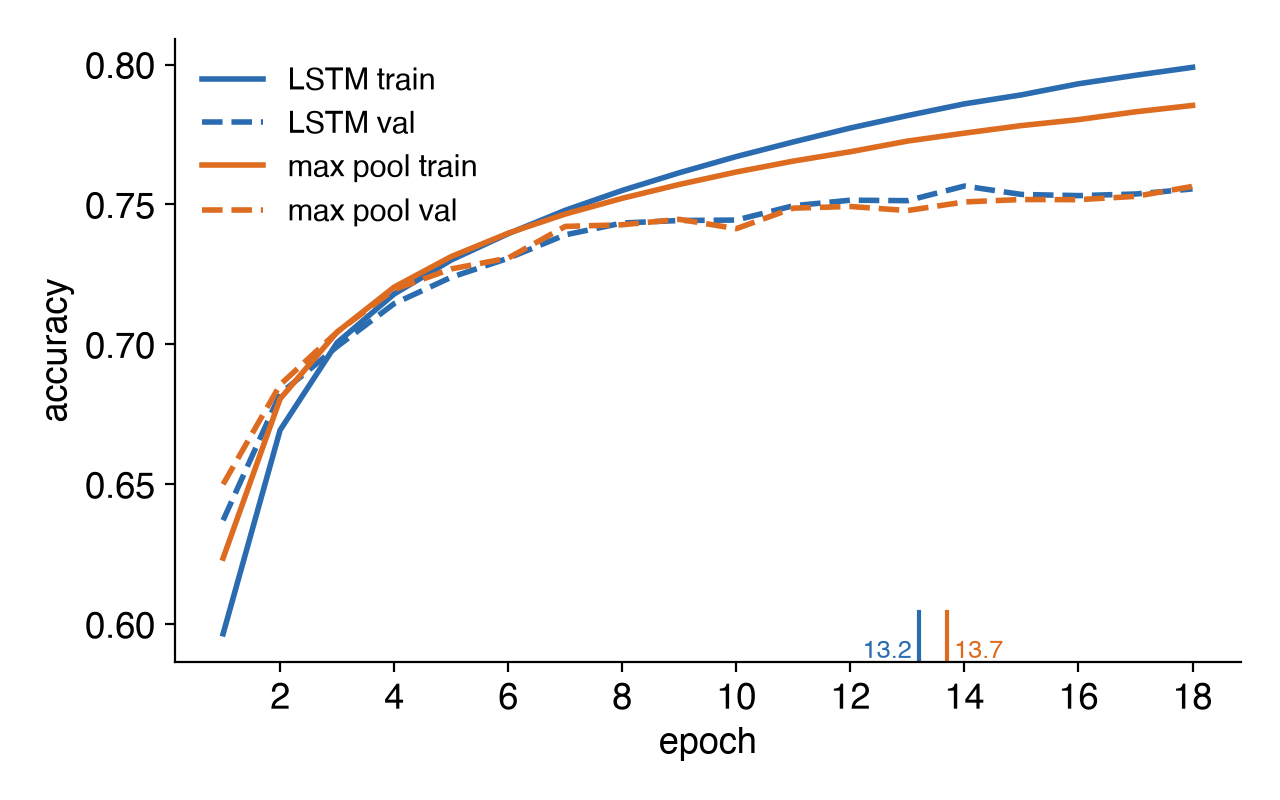 0.80
0.75
0.70
0.65
0.60
accuracy
LSTM train
LSTM val
max pool train
max pool val
13.2
13.7
2
4
6
8
10
12
14
16
18
epoch